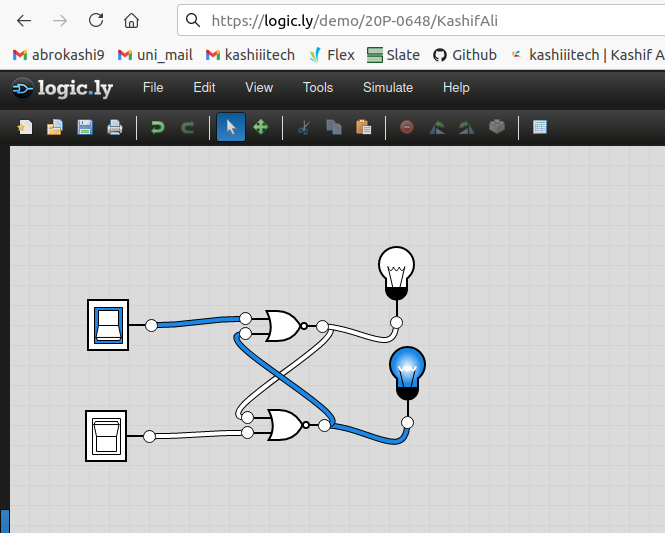 https://logic.ly/demo/20P-0648/KashifAli
abrokashi9 uni_mail kashiiitech Flex Slate Github kashiiitech | Kashif A
logic.ly File Edit View Tools Simulate Help